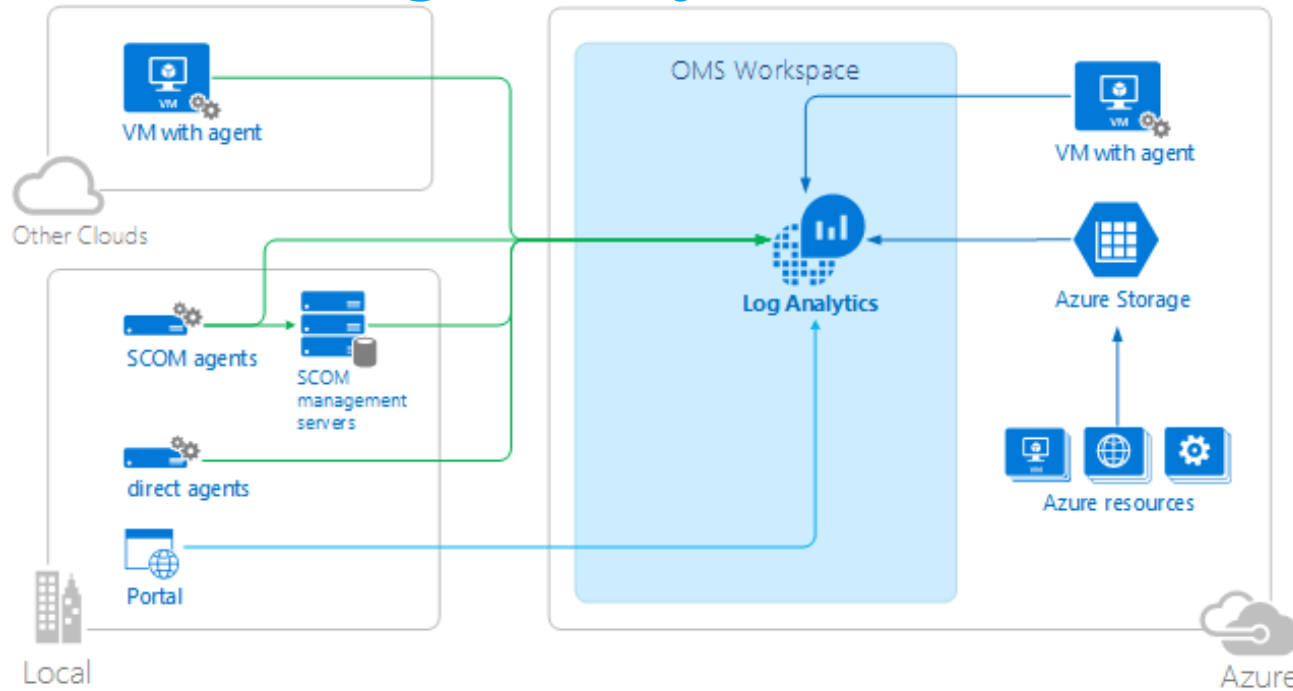 VM
VM with agent
Other Clouds
SCOM agents
SCOM
management
servers
direct agents
Portal
Local
OMS Workspace
Log Analytics
VM
VM with agent
Azure Storage
VM
Azure resources
Azure